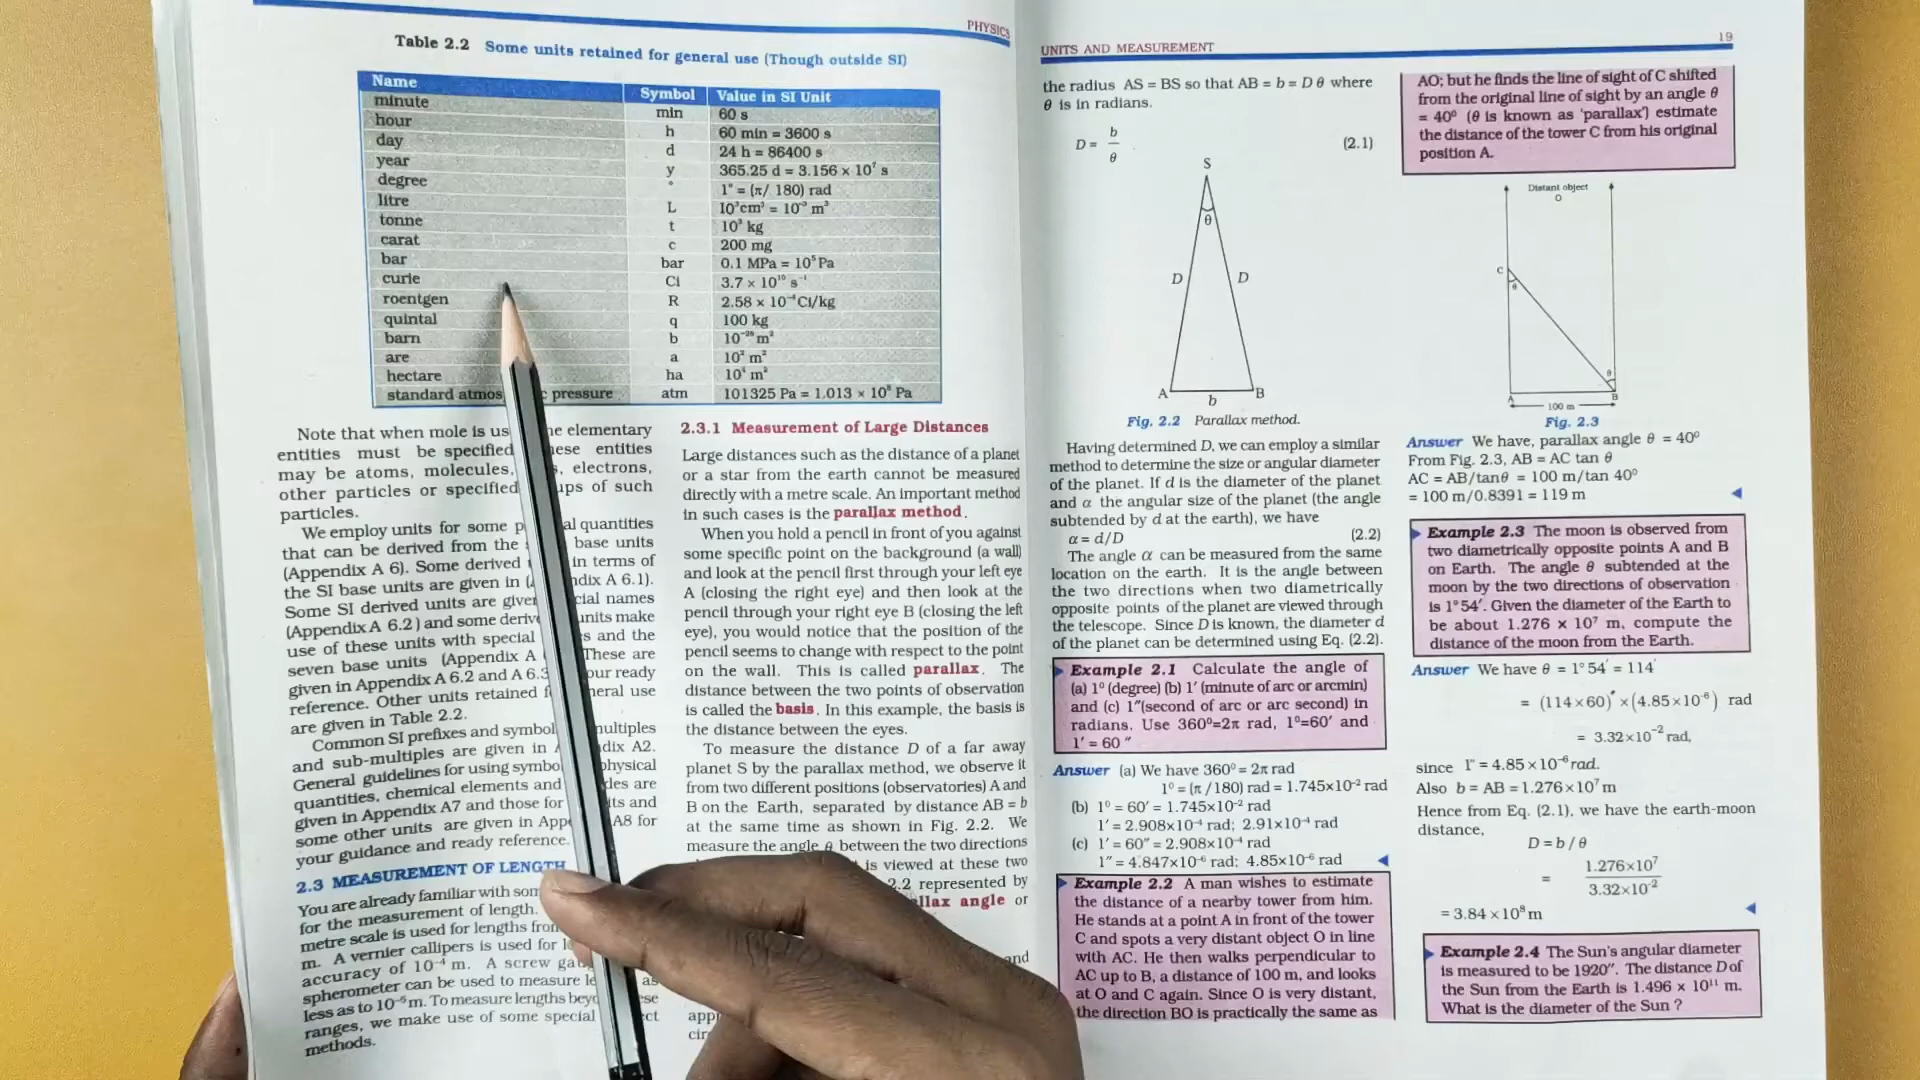 PHYSICS
Table 2.2 Some units retained for general use (Though outside SI)
Name Symbol Value in SI Unit
minute min 60 s
hour h 60 min = 3600 s
day d 24 h = 86400 s
year y 365.25 d = 3.156 × 10⁷ s
degree ° 1° = (π/ 180) rad
litre L 10³cm³ = 10⁻³ m³
tonne t 10³ kg
carat c 200 mg
bar bar 0.1 MPa = 10⁵ Pa
curie Ci 3.7 × 10¹⁰ s⁻¹
roentgen R 2.58 × 10⁻⁴Ci/kg
quintal q 100 kg
barn b 10⁻²⁸ m²
are a 10² m²
hectare ha 10⁴ m²
standard atmos c pressure atm 101325 Pa = 1.013 × 10⁵ Pa
Note that when mole is us he elementary
entities must be specified hese entities
may be atoms, molecules, s, electrons,
other particles or specified ups of such
particles.
We employ units for some p al quantities
that can be derived from the base units
(Appendix A 6). Some derived in terms of
the SI base units are given in ( ndix A 6.1).
Some SI derived units are given cial names
(Appendix A 6.2 ) and some deriv units make
use of these units with special s and the
seven base units (Appendix A These are
given in Appendix A 6.2 and A 6.3 our ready
reference. Other units retained f neral use
are given in Table 2.2.
Common SI prefixes and symbol multiples
and sub-multiples are given in dix A2.
General guidelines for using symbo physical
quantities, chemical elements and des are
given in Appendix A7 and those for its and
some other units are given in Appe A8 for
your guidance and ready reference.
2.3 MEASUREMENT OF LENGTH
You are already familiar with som
for the measurement of length.
metre scale is used for lengths from
m. A vernier callipers is used for le
accuracy of 10⁻⁴ m. A screw gau
spherometer can be used to measure le as
less as to 10⁻⁵m. To measure lengths beyo ese
ranges, we make use of some special ect
methods.
2.3.1 Measurement of Large Distances
Large distances such as the distance of a planet
or a star from the earth cannot be measured
directly with a metre scale. An important method
in such cases is the parallax method.
When you hold a pencil in front of you against
some specific point on the background (a wall)
and look at the pencil first through your left eye
A (closing the right eye) and then look at the
pencil through your right eye B (closing the left
eye), you would notice that the position of the
pencil seems to change with respect to the point
on the wall. This is called parallax. The
distance between the two points of observation
is called the basis. In this example, the basis is
the distance between the eyes.
To measure the distance D of a far away
planet S by the parallax method, we observe it
from two different positions (observatories) A and
B on the Earth, separated by distance AB = b
at the same time as shown in Fig. 2.2. We
measure the angle θ between the two directions
is viewed at these two
2.2 represented by
llax angle or
and
app
cir
UNITS AND MEASUREMENT 19
the radius AS = BS so that AB = b = D θ where
θ is in radians.
D = b / θ (2.1)
S
θ
D D
A b B
Fig. 2.2 Parallax method.
Having determined D, we can employ a similar
method to determine the size or angular diameter
of the planet. If d is the diameter of the planet
and α the angular size of the planet (the angle
subtended by d at the earth), we have
α = d/D (2.2)
The angle α can be measured from the same
location on the earth. It is the angle between
the two directions when two diametrically
opposite points of the planet are viewed through
the telescope. Since D is known, the diameter d
of the planet can be determined using Eq. (2.2).
Example 2.1 Calculate the angle of
(a) 1⁰ (degree) (b) 1′ (minute of arc or arcmin)
and (c) 1″(second of arc or arc second) in
radians. Use 360⁰=2π rad, 1⁰=60′ and
1′ = 60 ″
Answer (a) We have 360⁰ = 2π rad
1⁰ = (π /180) rad = 1.745×10⁻² rad
(b) 1⁰ = 60′ = 1.745×10⁻² rad
1′ = 2.908×10⁻⁴ rad; 2.91×10⁻⁴ rad
(c) 1′ = 60″ = 2.908×10⁻⁴ rad
1″ = 4.847×10⁻⁶ rad; 4.85×10⁻⁶ rad
Example 2.2 A man wishes to estimate
the distance of a nearby tower from him.
He stands at a point A in front of the tower
C and spots a very distant object O in line
with AC. He then walks perpendicular to
AC up to B, a distance of 100 m, and looks
at O and C again. Since O is very distant,
the direction BO is practically the same as
AO; but he finds the line of sight of C shifted
from the original line of sight by an angle θ
= 40⁰ (θ is known as 'parallax') estimate
the distance of the tower C from his original
position A.
Distant object
O
C
θ
θ
A B
100 m
Fig. 2.3
Answer We have, parallax angle θ = 40⁰
From Fig. 2.3, AB = AC tan θ
AC = AB/tanθ = 100 m/tan 40⁰
= 100 m/0.8391 = 119 m
Example 2.3 The moon is observed from
two diametrically opposite points A and B
on Earth. The angle θ subtended at the
moon by the two directions of observation
is 1° 54′. Given the diameter of the Earth to
be about 1.276 × 10⁷ m, compute the
distance of the moon from the Earth.
Answer We have θ = 1° 54′ = 114′
= (114×60)″ ×(4.85×10⁻⁶) rad
= 3.32×10⁻² rad,
since 1″ = 4.85×10⁻⁶ rad.
Also b = AB = 1.276×10⁷ m
Hence from Eq. (2.1), we have the earth-moon
distance,
D = b / θ
= 1.276×10⁷
3.32×10⁻²
= 3.84 ×10⁸ m
Example 2.4 The Sun's angular diameter
is measured to be 1920″. The distance D of
the Sun from the Earth is 1.496 × 10¹¹ m.
What is the diameter of the Sun ?